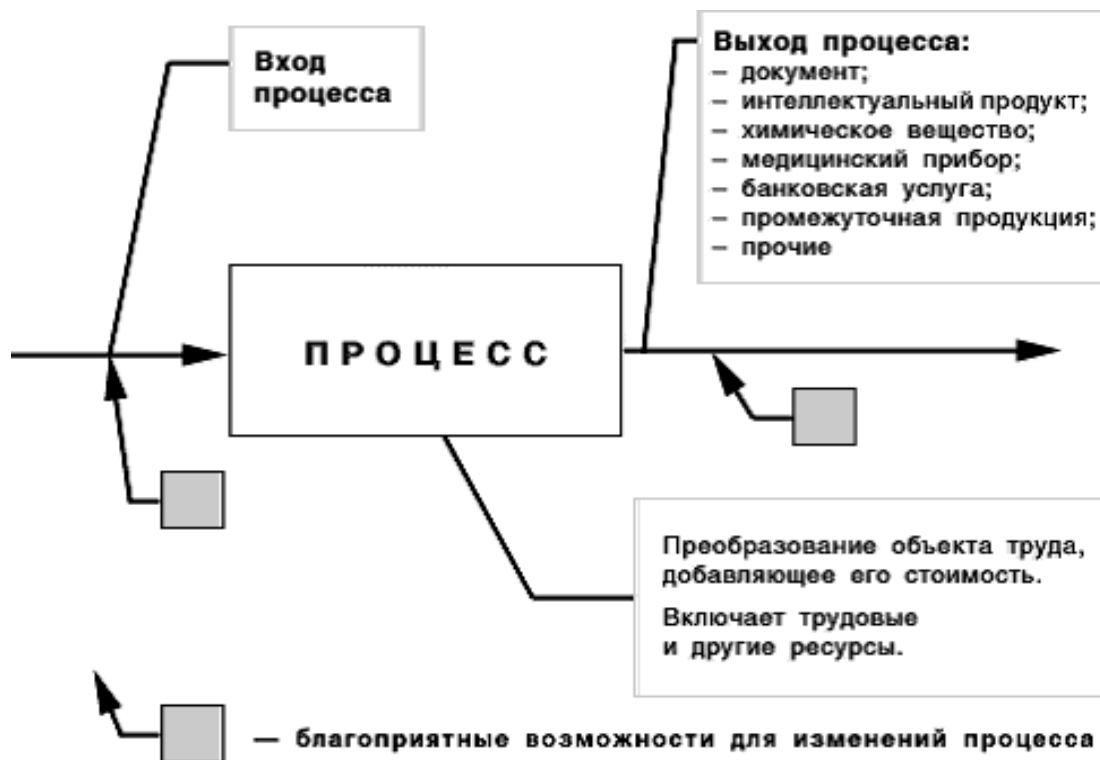 Вход
процесса
Выход процесса:
– документ;
– интеллектуальный продукт;
– химическое вещество;
– медицинский прибор;
– банковская услуга;
– промежуточная продукция;
– прочие
ПРОЦЕСС
Преобразование объекта труда,
добавляющее его стоимость.
Включает трудовые
и другие ресурсы.
— благоприятные возможности для изменений процесса